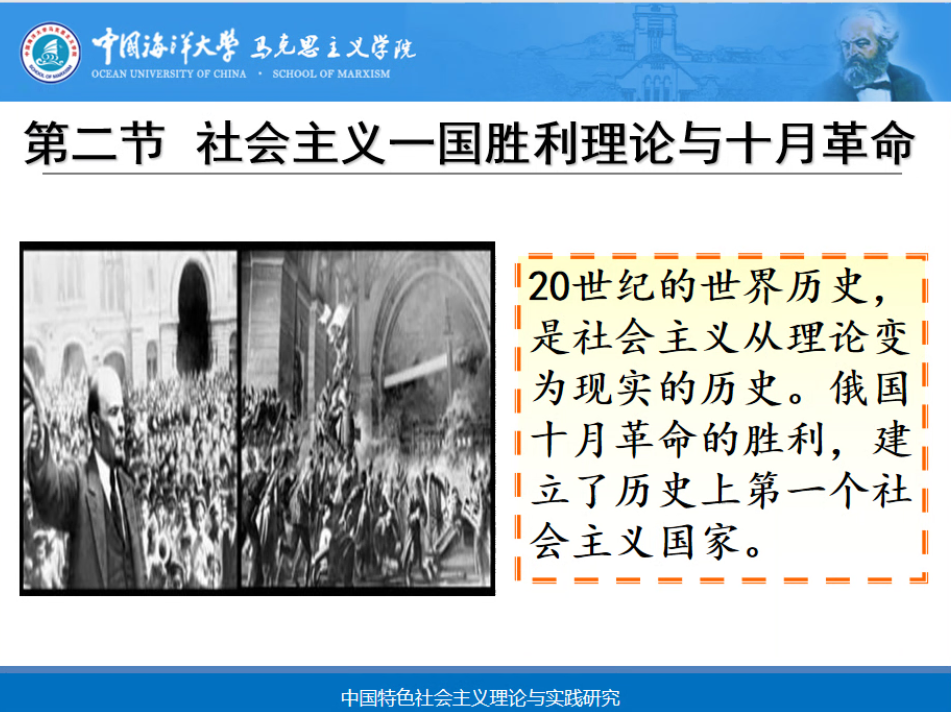 中国海洋大学 马克思主义学院
OCEAN UNIVERSITY OF CHINA · SCHOOL OF MARXISM
第二节 社会主义一国胜利理论与十月革命
20世纪的世界历史，
是社会主义从理论变
为现实的历史。俄国
十月革命的胜利，建
立了历史上第一个社
会主义国家。
中国特色社会主义理论与实践研究